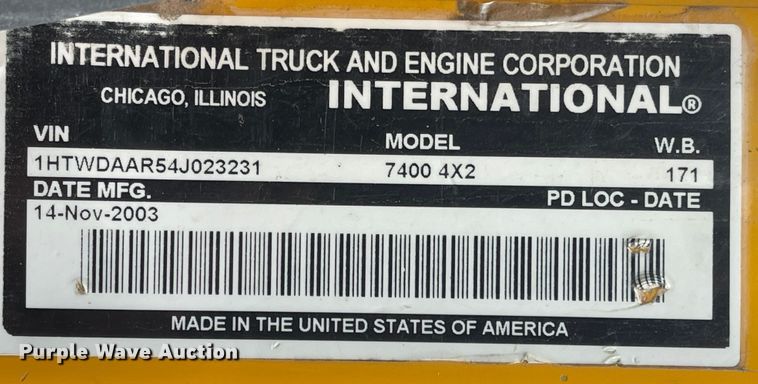 INTERNATIONAL TRUCK AND ENGINE CORPORATION
CHICAGO, ILLINOIS INTERNATIONAL®
VIN MODEL W.B.
1HTWDAAR54J023231 7400 4X2 171
DATE MFG. PD LOC - DATE
14-Nov-2003
MADE IN THE UNITED STATES OF AMERICA
Purple Wave Auction